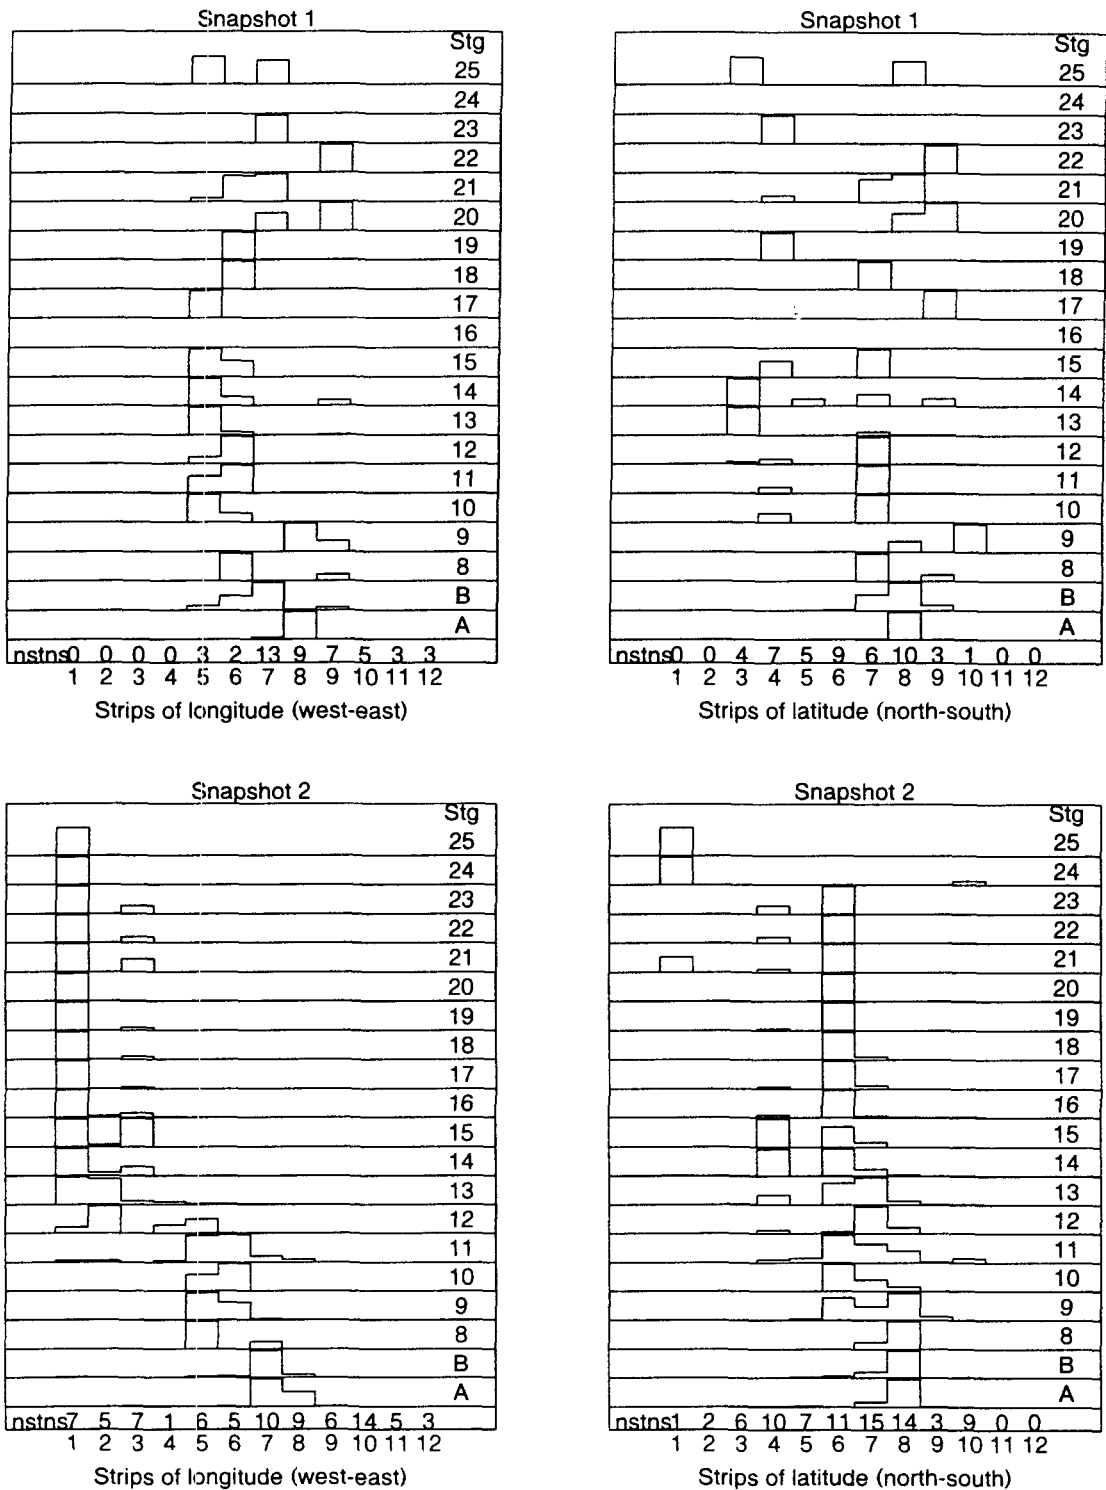 Snapshot 1
Stg
25
24
23
22
21
20
19
18
17
16
15
14
13
12
11
10
9
8
B
A
nstns 0 0 0 0 3 2 13 9 7 5 3 3
1 2 3 4 5 6 7 8 9 10 11 12
Strips of longitude (west-east)
Snapshot 1
Stg
25
24
23
22
21
20
19
18
17
16
15
14
13
12
11
10
9
8
B
A
nstns 0 0 4 7 5 9 6 10 3 1 0 0
1 2 3 4 5 6 7 8 9 10 11 12
Strips of latitude (north-south)
Snapshot 2
Stg
25
24
23
22
21
20
19
18
17
16
15
14
13
12
11
10
9
8
B
A
nstns 7 5 7 1 6 5 10 9 6 14 5 3
1 2 3 4 5 6 7 8 9 10 11 12
Strips of longitude (west-east)
Snapshot 2
Stg
25
24
23
22
21
20
19
18
17
16
15
14
13
12
11
10
9
8
B
A
nstns 1 2 6 10 7 11 15 14 3 9 0 0
1 2 3 4 5 6 7 8 9 10 11 12
Strips of latitude (north-south)